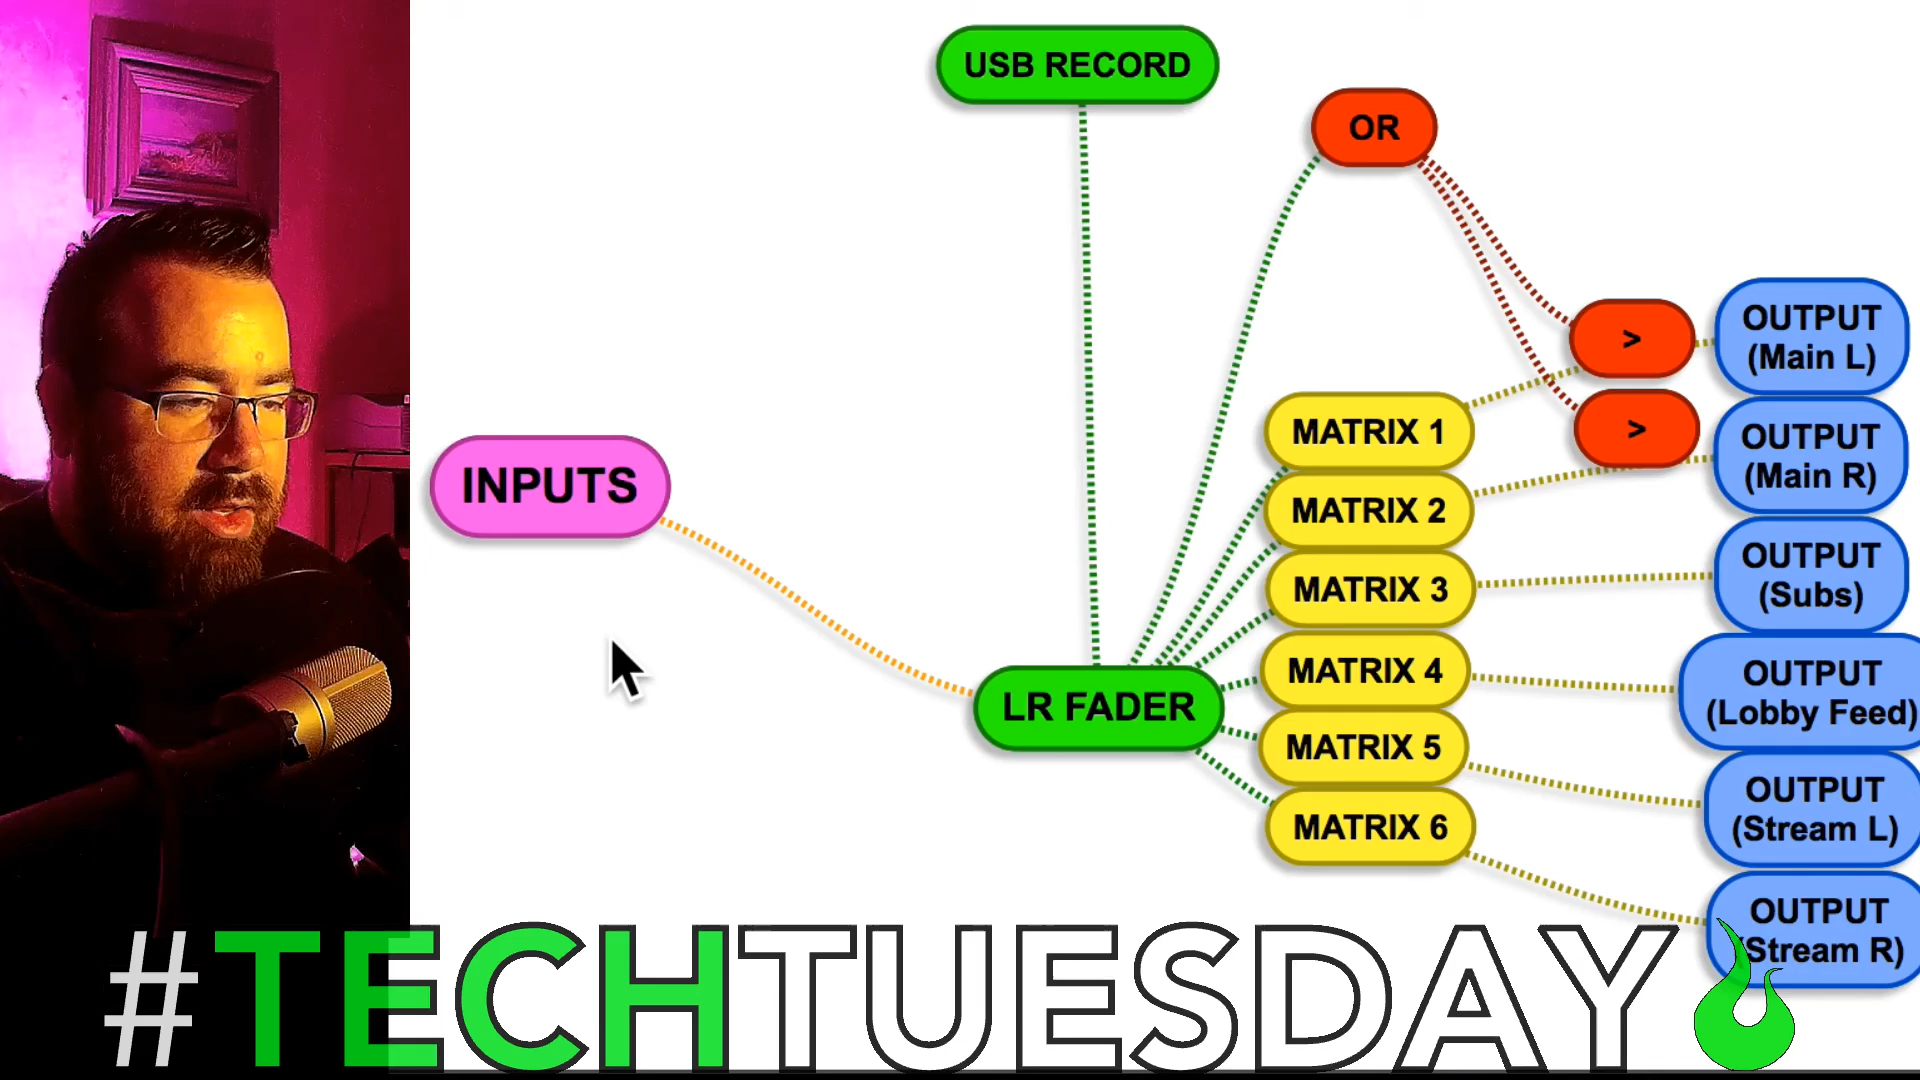 USB RECORD
OR
>
OUTPUT
(Main L)
MATRIX 1
>
OUTPUT
(Main R)
INPUTS
MATRIX 2
MATRIX 3
OUTPUT
(Subs)
MATRIX 4
OUTPUT
(Lobby Feed)
LR FADER
MATRIX 5
OUTPUT
(Stream L)
MATRIX 6
OUTPUT
(Stream R)
#TECHTUESDAY